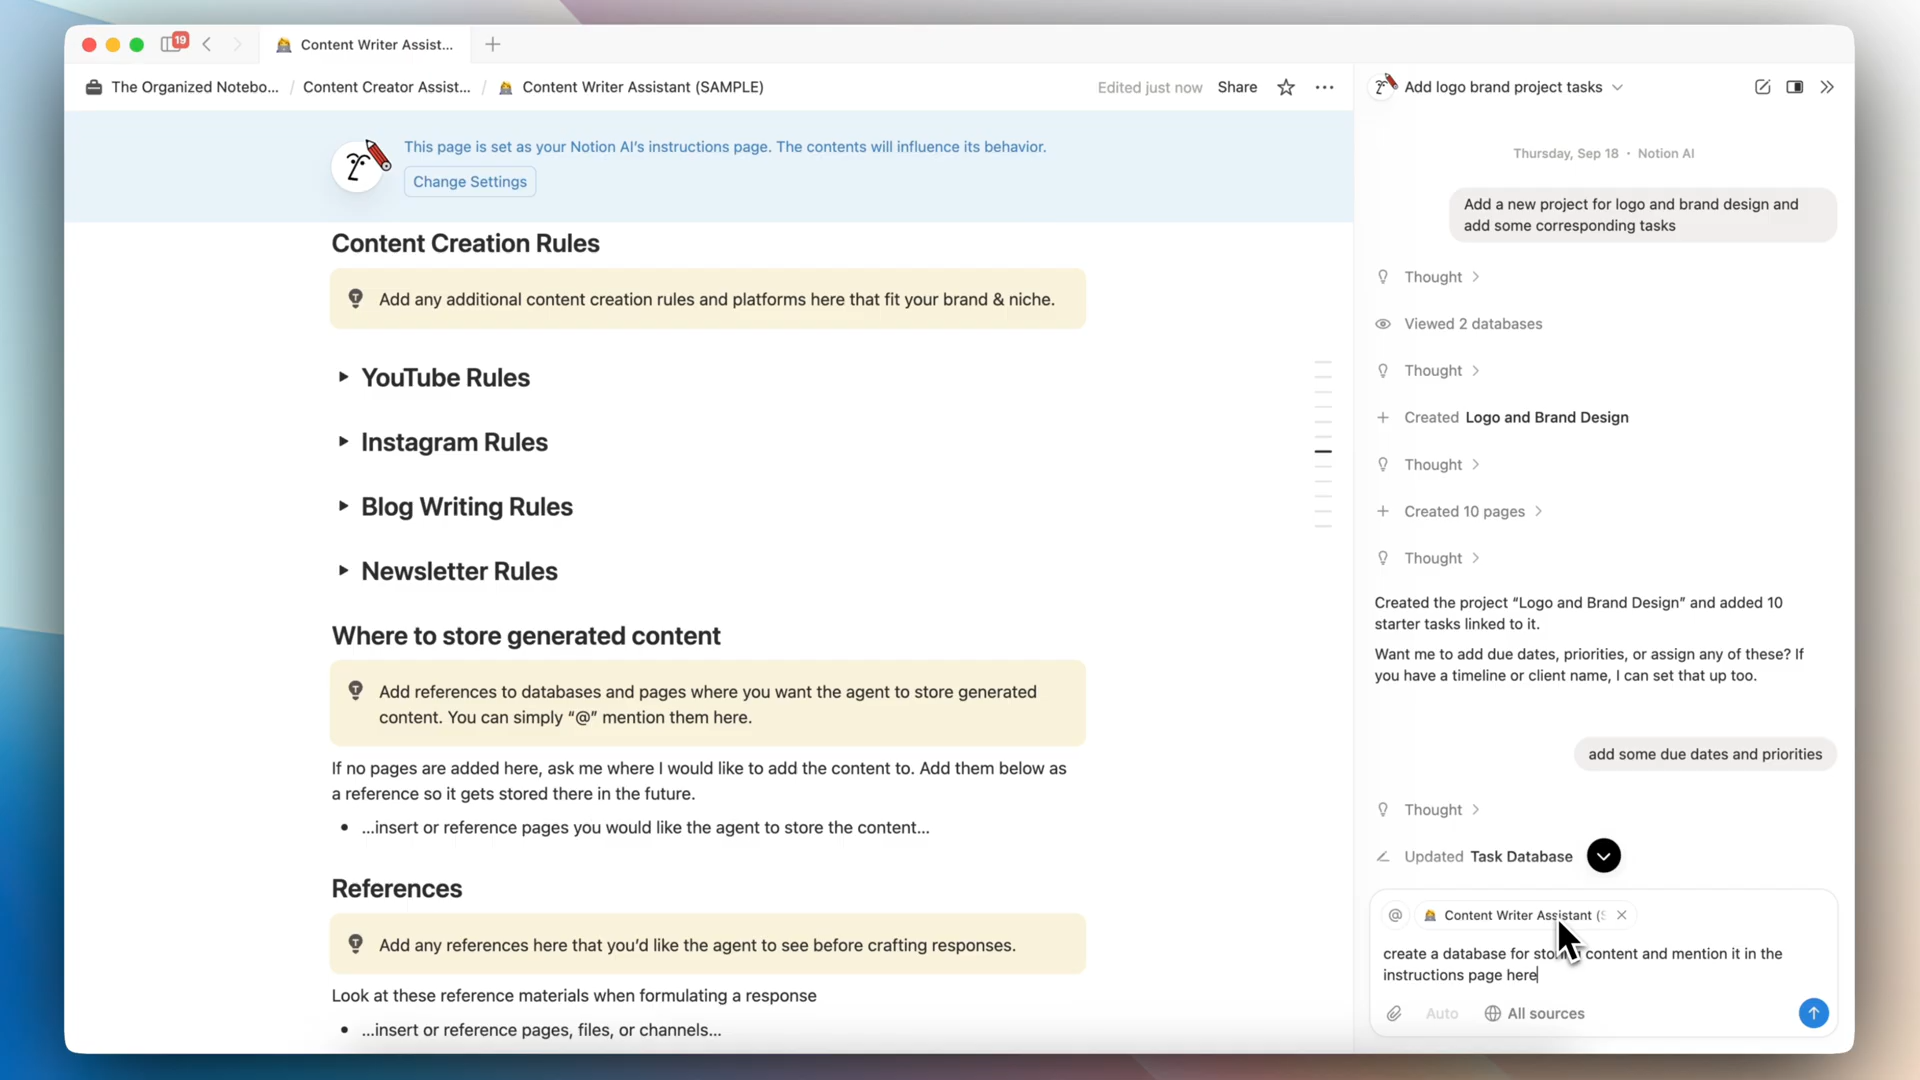 19
Content Writer Assist...
The Organized Notebo... / Content Creator Assist... / Content Writer Assistant (SAMPLE)
Edited just now Share
This page is set as your Notion AI's instructions page. The contents will influence its behavior.
Change Settings
Content Creation Rules
Add any additional content creation rules and platforms here that fit your brand & niche.
YouTube Rules
Instagram Rules
Blog Writing Rules
Newsletter Rules
Where to store generated content
Add references to databases and pages where you want the agent to store generated
content. You can simply “@” mention them here.
If no pages are added here, ask me where I would like to add the content to. Add them below as
a reference so it gets stored there in the future.
• ...insert or reference pages you would like the agent to store the content...
References
Add any references here that you'd like the agent to see before crafting responses.
Look at these reference materials when formulating a response
• ...insert or reference pages, files, or channels...
Add logo brand project tasks
Thursday, Sep 18 • Notion AI
Add a new project for logo and brand design and
add some corresponding tasks
Thought
Viewed 2 databases
Thought
Created Logo and Brand Design
Thought
Created 10 pages
Thought
Created the project “Logo and Brand Design” and added 10
starter tasks linked to it.
Want me to add due dates, priorities, or assign any of these? If
you have a timeline or client name, I can set that up too.
add some due dates and priorities
Thought
Updated Task Database
@ Content Writer Assistant (
create a database for content and mention it in the
instructions page here
Auto All sources